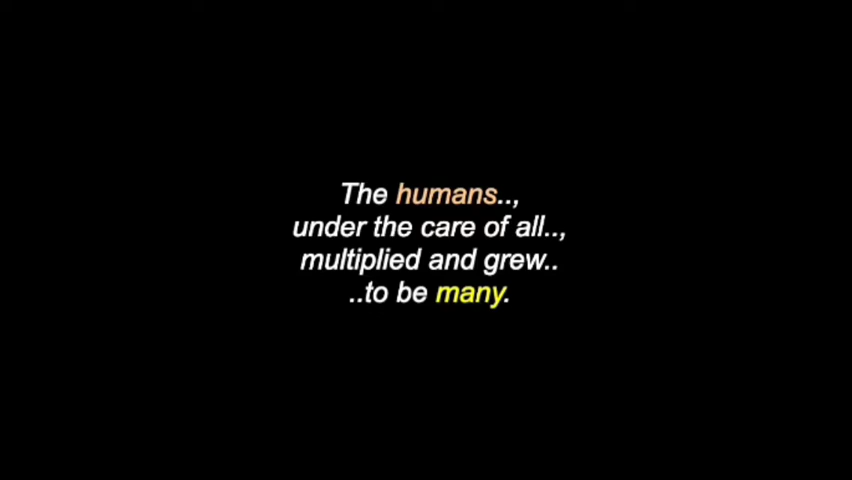 The humans..,
under the care of all..,
multiplied and grew..
..to be many.